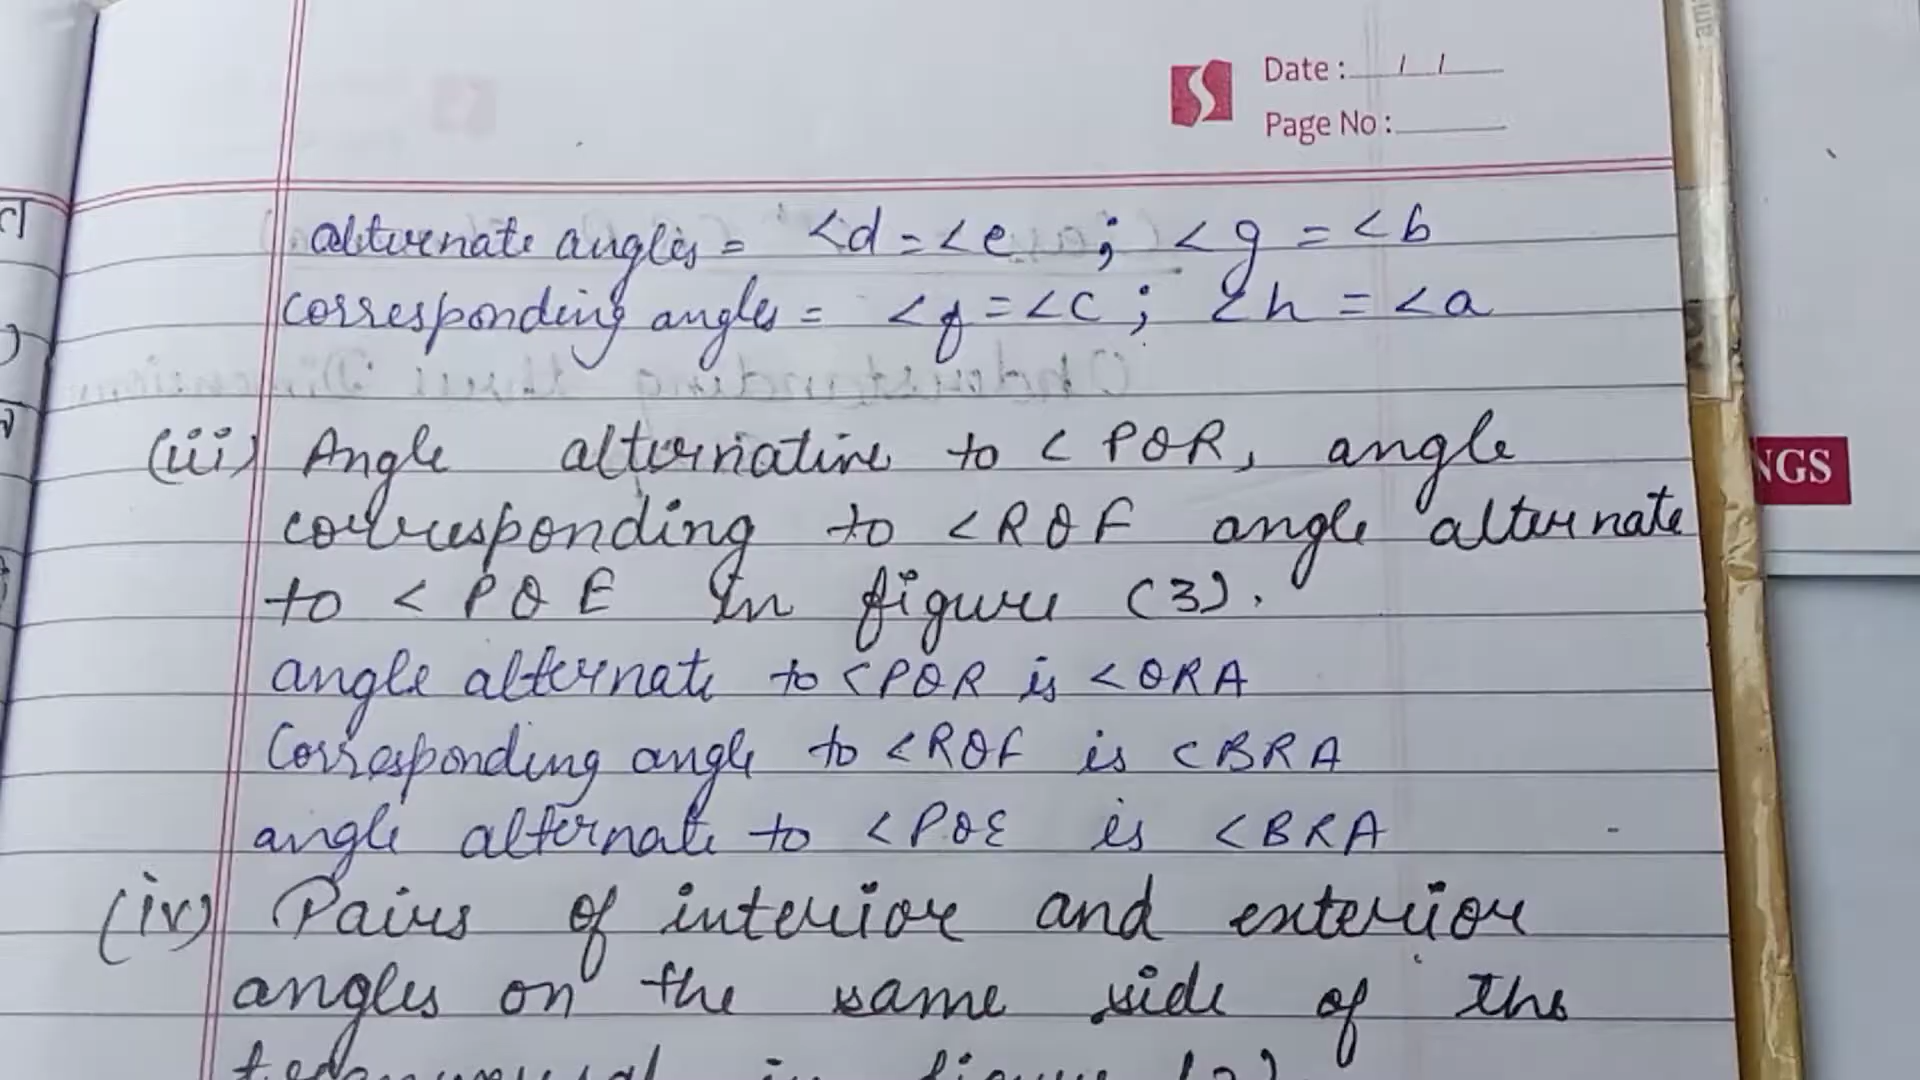 Date : / /
Page No :
alternate angles = <d = <e ; <g = <b
corresponding angles = <f = <c ; <h = <a
(iii) Angle alternative to < PQR, angle
corresponding to <RQF angle alternate
to < PQE In figure (3).
angle alternate to <PQR is <QRA
Corresponding angle to <RQF is <BRA
angle alternate to <PQE is <BRA
(iv) Pairs of interior and exterior
angles on the same side of the
NGS